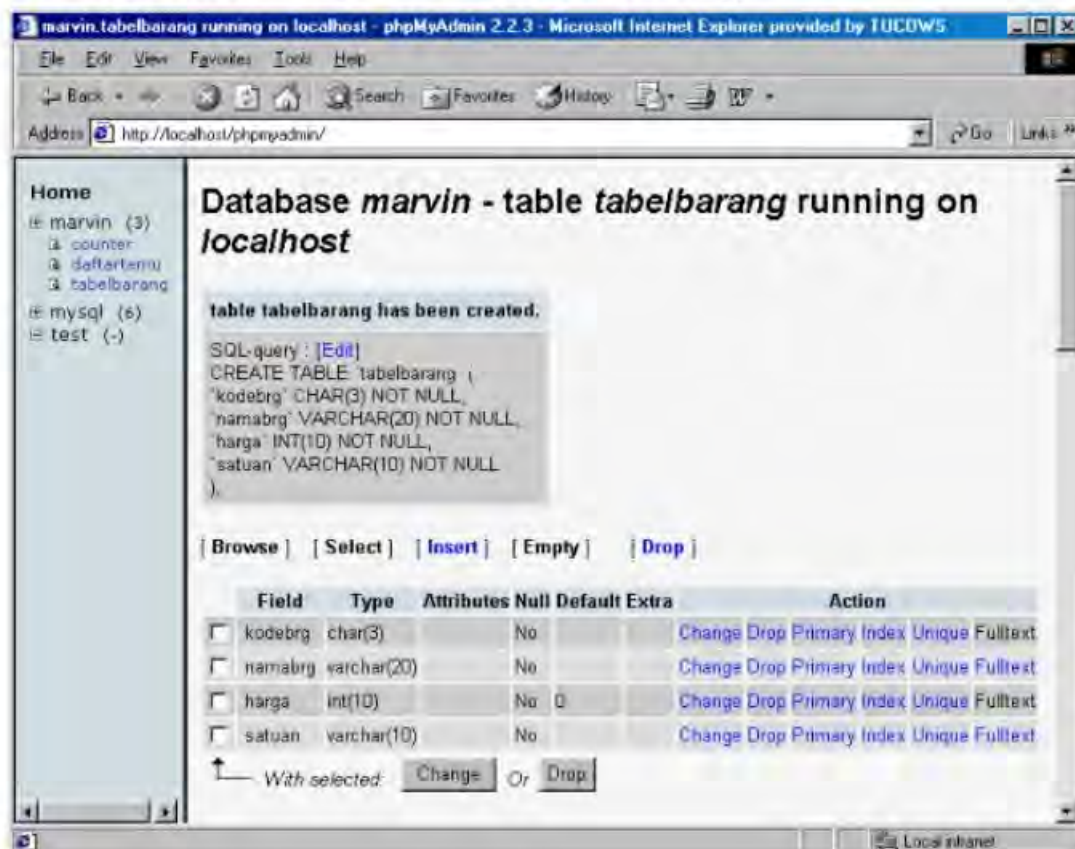 marvin.tabelbarang running on localhost - phpMyAdmin 2.2.3 - Microsoft Internet Explorer provided by TUCOWS
File Edit View Favorites Tools Help
Back Search Favorites History
Address http://localhost/phpmyadmin/ Go Links »
Home
marvin (3)
counter
daftartamu
tabelbarang
mysql (6)
test (-)
Database marvin - table tabelbarang running on
localhost
table tabelbarang has been created.
SQL-query : [Edit]
CREATE TABLE `tabelbarang` (
`kodebrg` CHAR(3) NOT NULL,
`namabrg` VARCHAR(20) NOT NULL,
`harga` INT(10) NOT NULL,
`satuan` VARCHAR(10) NOT NULL
);
[ Browse ] [ Select ] [ Insert ] [ Empty ] [ Drop ]
Field Type Attributes Null Default Extra Action
kodebrg char(3) No Change Drop Primary Index Unique Fulltext
namabrg varchar(20) No Change Drop Primary Index Unique Fulltext
harga int(10) No 0 Change Drop Primary Index Unique Fulltext
satuan varchar(10) No Change Drop Primary Index Unique Fulltext
With selected: Change Or Drop
Local intranet